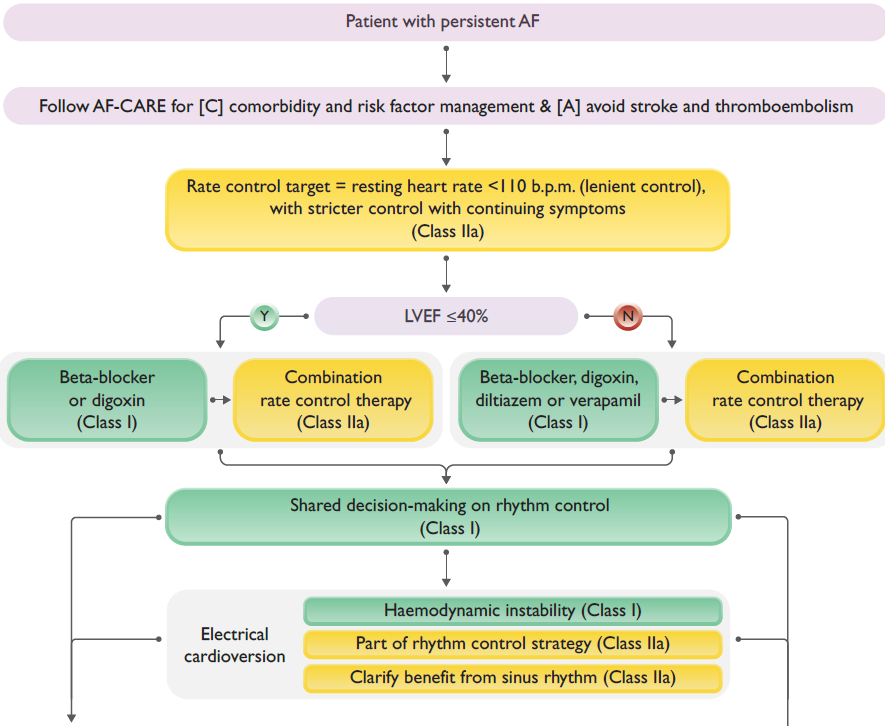 Patient with persistent AF
Follow AF-CARE for [C] comorbidity and risk factor management & [A] avoid stroke and thromboembolism
Rate control target = resting heart rate <110 b.p.m. (lenient control),
with stricter control with continuing symptoms
(Class IIa)
Y
LVEF ≤40%
N
Beta-blocker
or digoxin
(Class I)
Combination
rate control therapy
(Class IIa)
Beta-blocker, digoxin,
diltiazem or verapamil
(Class I)
Combination
rate control therapy
(Class IIa)
Shared decision-making on rhythm control
(Class I)
Electrical
cardioversion
Haemodynamic instability (Class I)
Part of rhythm control strategy (Class IIa)
Clarify benefit from sinus rhythm (Class IIa)